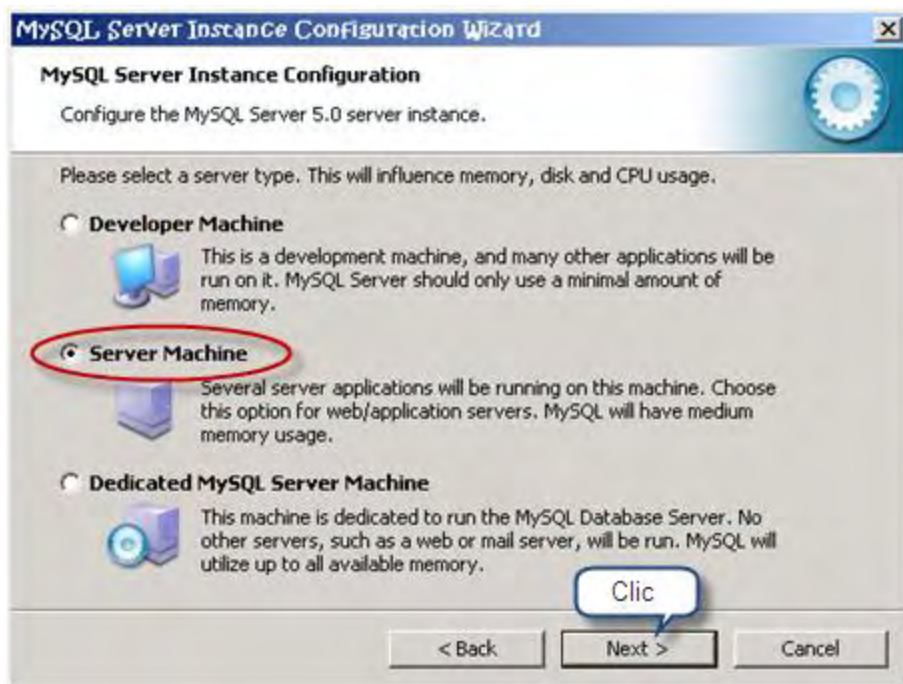 MySQL Server Instance Configuration Wizard
MySQL Server Instance Configuration
Configure the MySQL Server 5.0 server instance.
Please select a server type. This will influence memory, disk and CPU usage.
Developer Machine
This is a development machine, and many other applications will be
run on it. MySQL Server should only use a minimal amount of
memory.
Server Machine
Several server applications will be running on this machine. Choose
this option for web/application servers. MySQL will have medium
memory usage.
Dedicated MySQL Server Machine
This machine is dedicated to run the MySQL Database Server. No
other servers, such as a web or mail server, will be run. MySQL will
utilize up to all available memory.
Clic
< Back
Next >
Cancel